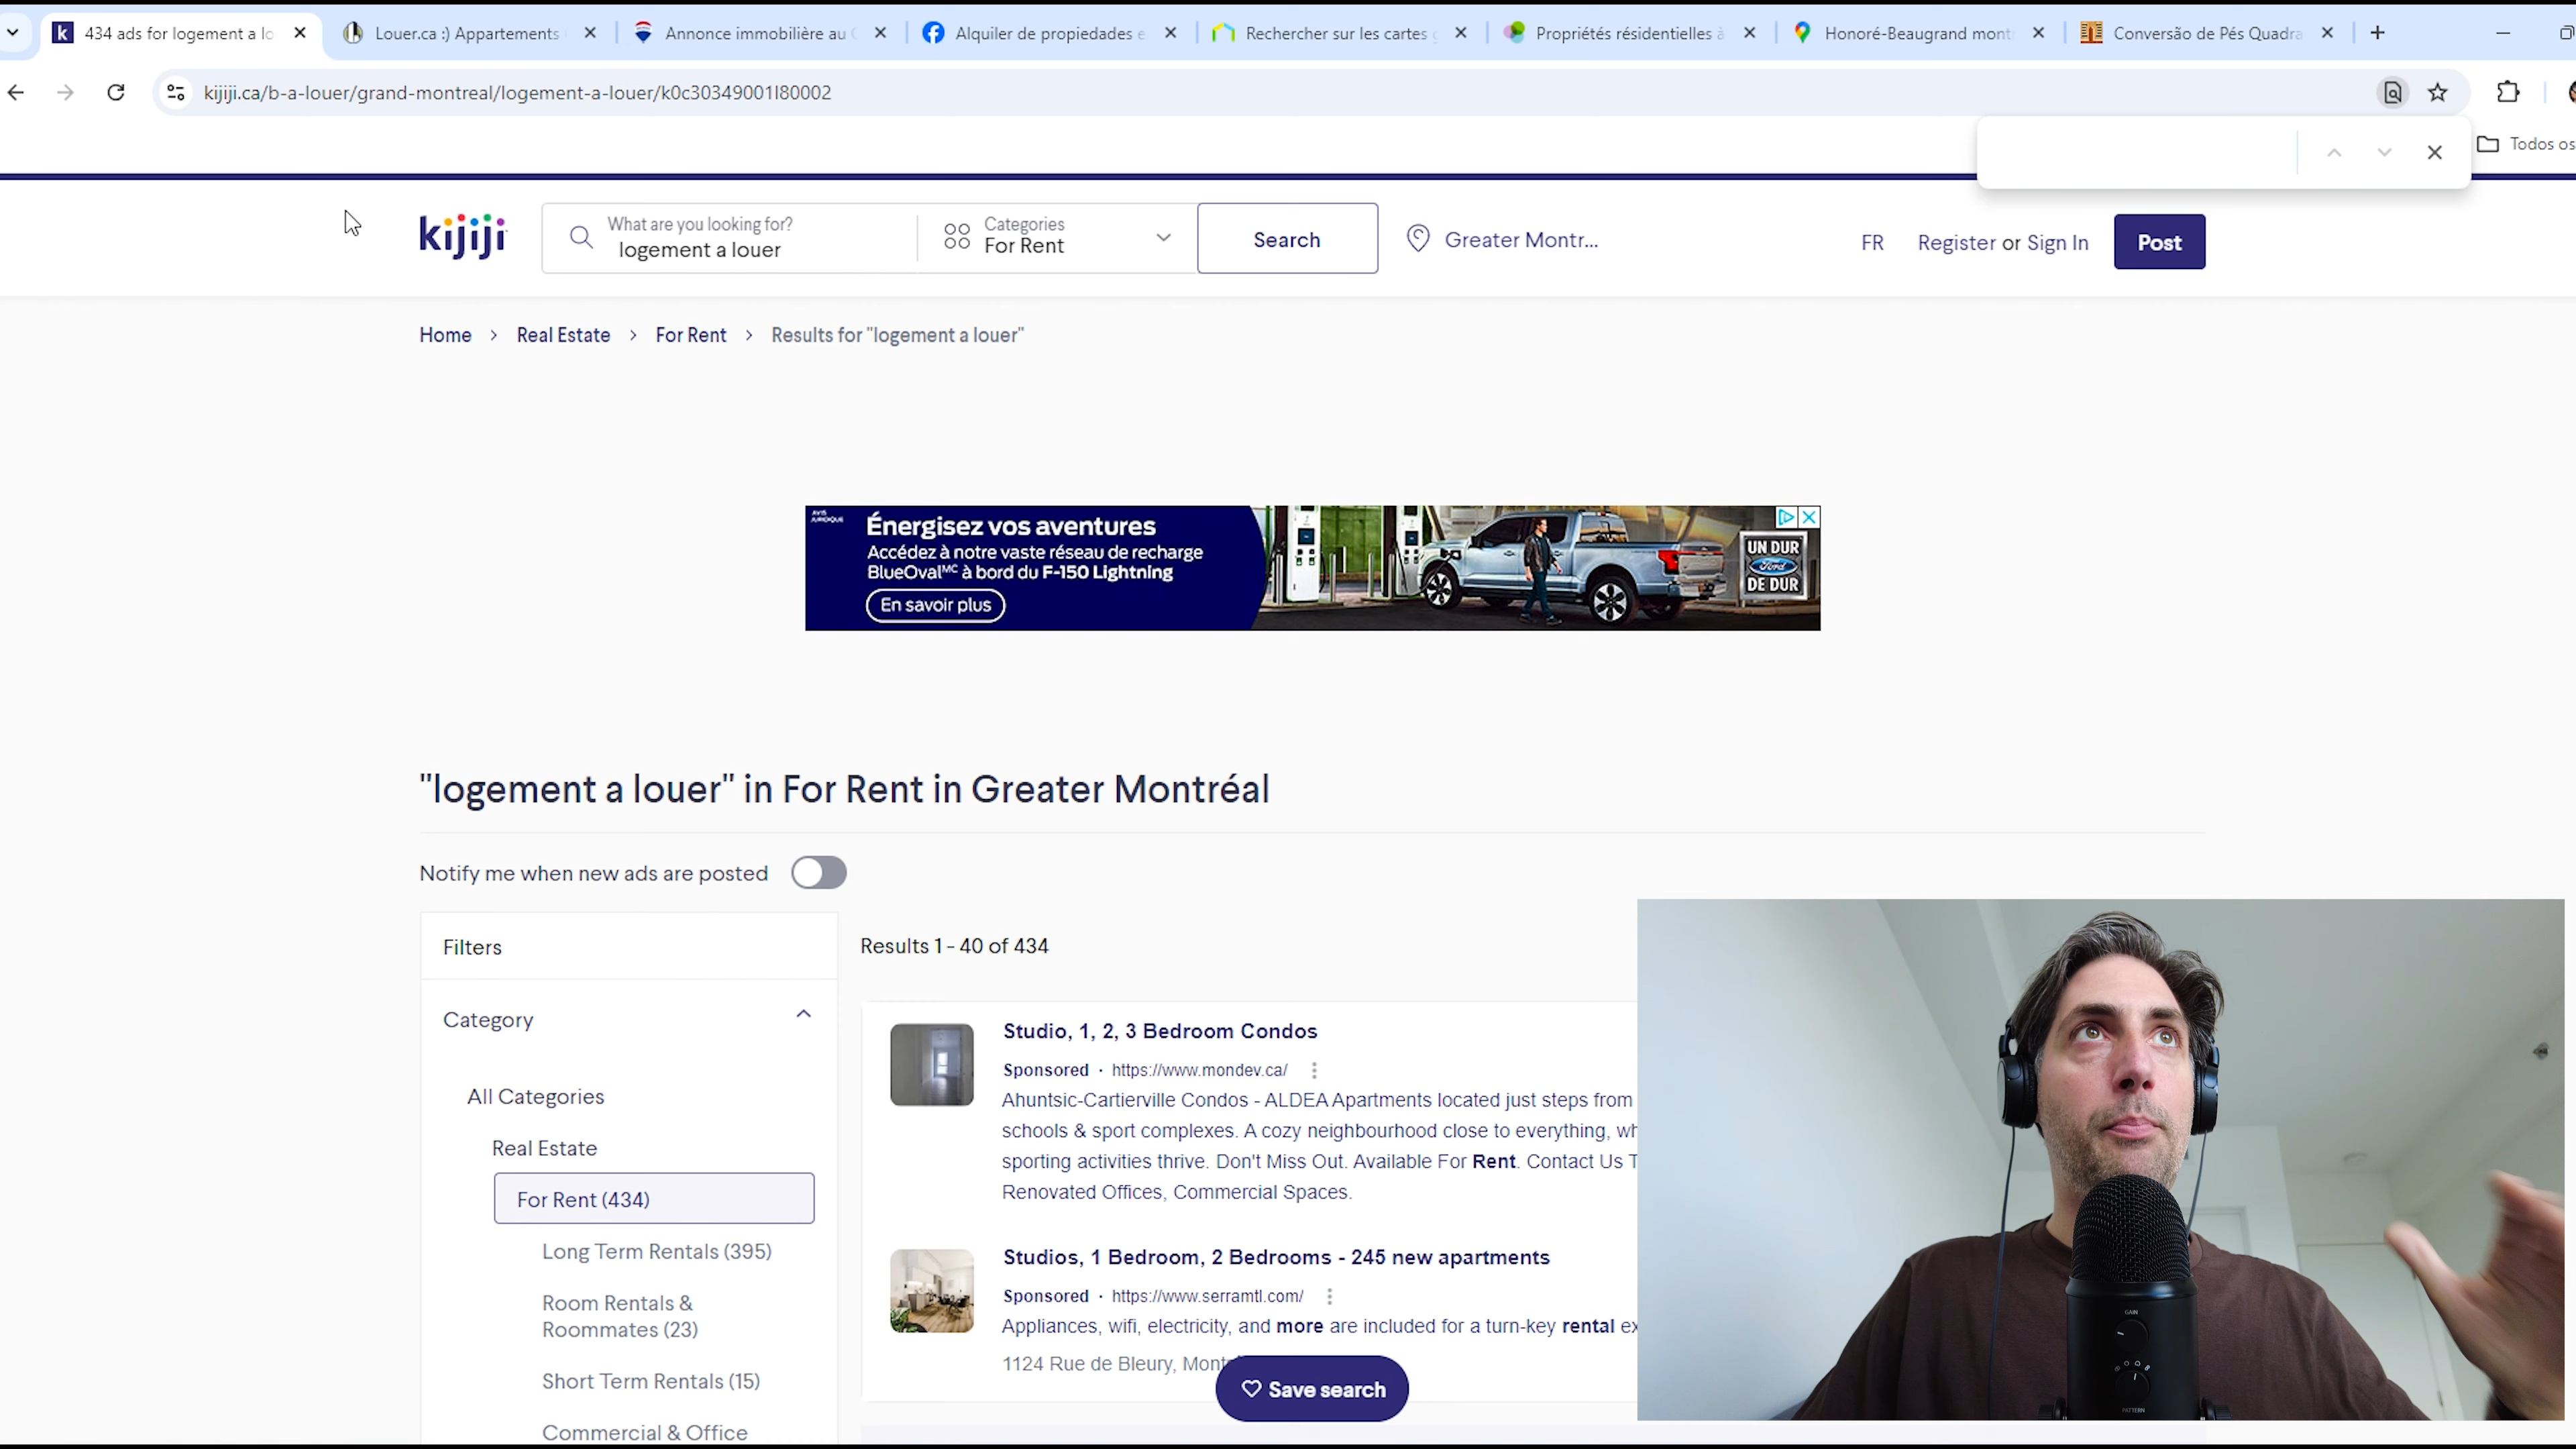 434 ads for logement a lo
Louer.ca :) Appartements
Annonce immobilière au
Alquiler de propiedades e
Rechercher sur les cartes
Propriétés résidentielles à
Honoré-Beaugrand mont
Conversão de Pés Quadra
kijiji.ca/b-a-louer/grand-montreal/logement-a-louer/k0c30349001l80002
Todos os
kijiji
What are you looking for?
logement a louer
Categories
For Rent
Search
Greater Montr...
FR
Register or Sign In
Post
Home > Real Estate > For Rent > Results for "logement a louer"
AVIS
JURIDIQUE
Énergisez vos aventures
Accédez à notre vaste réseau de recharge
BlueOvalMC à bord du F-150 Lightning
En savoir plus
UN DUR
Ford
DE DUR
"logement a louer" in For Rent in Greater Montréal
Notify me when new ads are posted
Filters
Category
All Categories
Real Estate
For Rent (434)
Long Term Rentals (395)
Room Rentals &
Roommates (23)
Short Term Rentals (15)
Commercial & Office
Results 1 - 40 of 434
Studio, 1, 2, 3 Bedroom Condos
Sponsored · https://www.mondev.ca/
Ahuntsic-Cartierville Condos - ALDEA Apartments located just steps from
schools & sport complexes. A cozy neighbourhood close to everything, wh
sporting activities thrive. Don't Miss Out. Available For Rent. Contact Us T
Renovated Offices, Commercial Spaces.
Studios, 1 Bedroom, 2 Bedrooms - 245 new apartments
Sponsored · https://www.serramtl.com/
Appliances, wifi, electricity, and more are included for a turn-key rental ex
1124 Rue de Bleury, Mont
Save search
GAIN
PATTERN